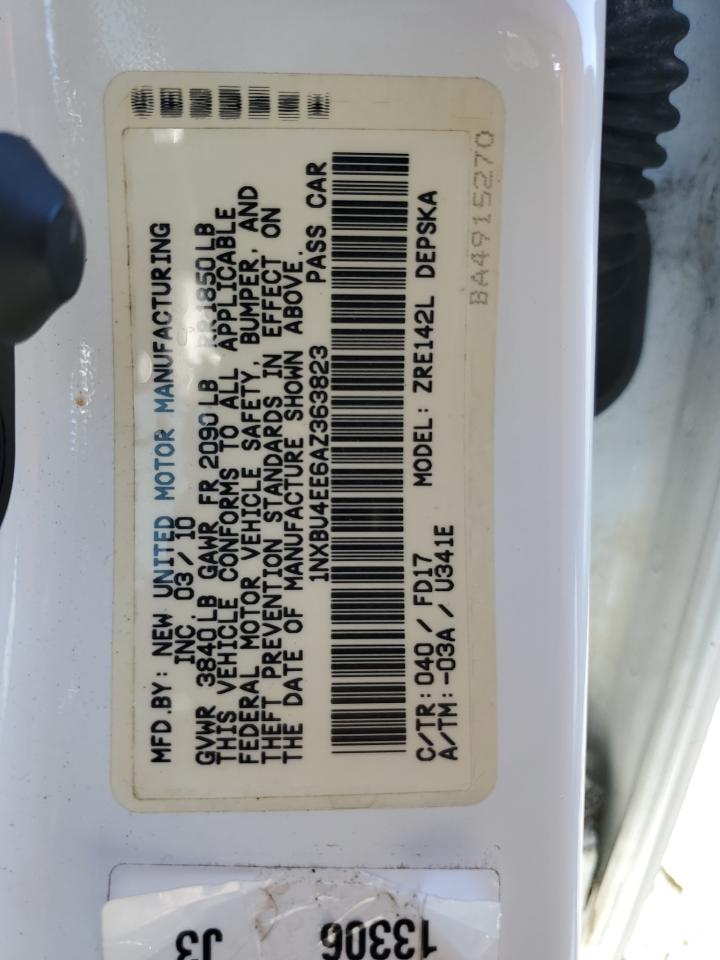 MFD.BY: NEW UNITED MOTOR MANUFACTURING
INC. 03/10
GVWR 3840LB GAWR FR 2090LB RR 1850LB
THIS VEHICLE CONFORMS TO ALL APPLICABLE
FEDERAL MOTOR VEHICLE SAFETY, BUMPER, AND
THEFT PREVENTION STANDARDS IN EFFECT ON
THE DATE OF MANUFACTURE SHOWN ABOVE.
1NXBU4EE6AZ363823 PASS CAR
C/TR: 040/FD17 MODEL: ZRE142L DEPSKA
A/TM: -03A/U341E
BA4915270
J3
13306